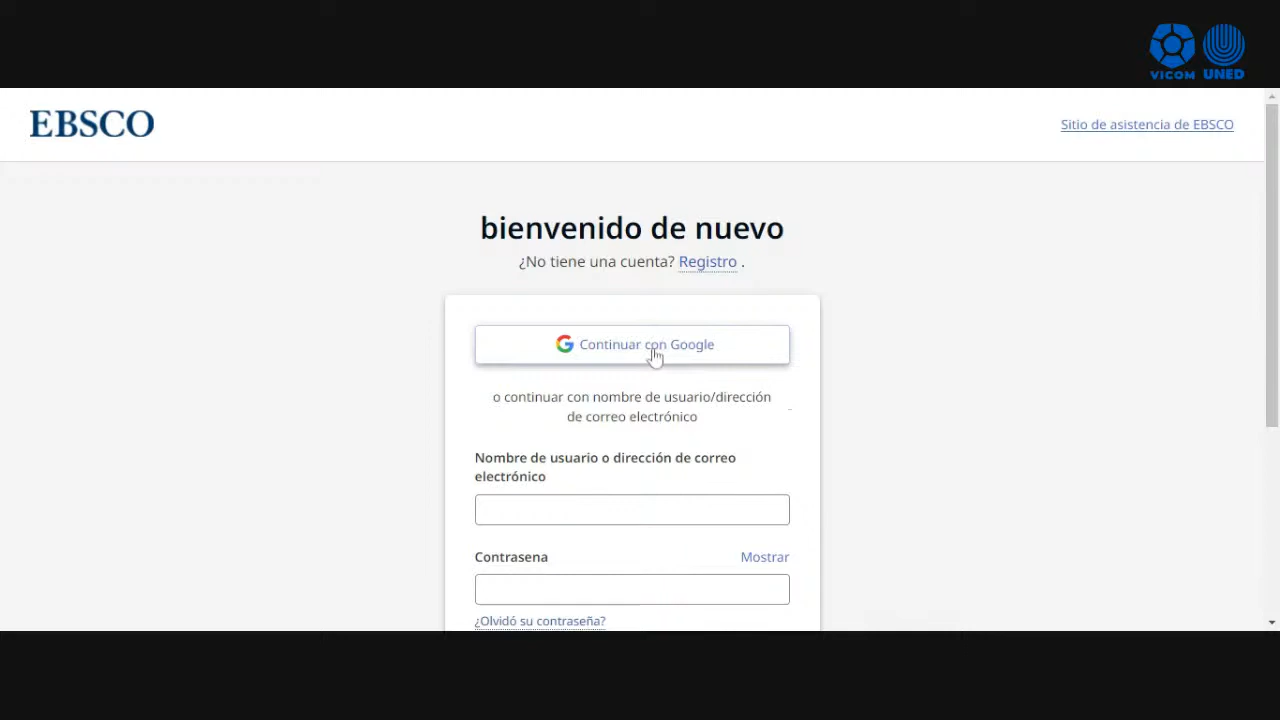 VICOM UNED
EBSCO
Sitio de asistencia de EBSCO
bienvenido de nuevo
¿No tiene una cuenta? Registro .
Continuar con Google
o continuar con nombre de usuario/dirección
de correo electrónico
Nombre de usuario o dirección de correo
electrónico
Contrasena
Mostrar
¿Olvidó su contraseña?